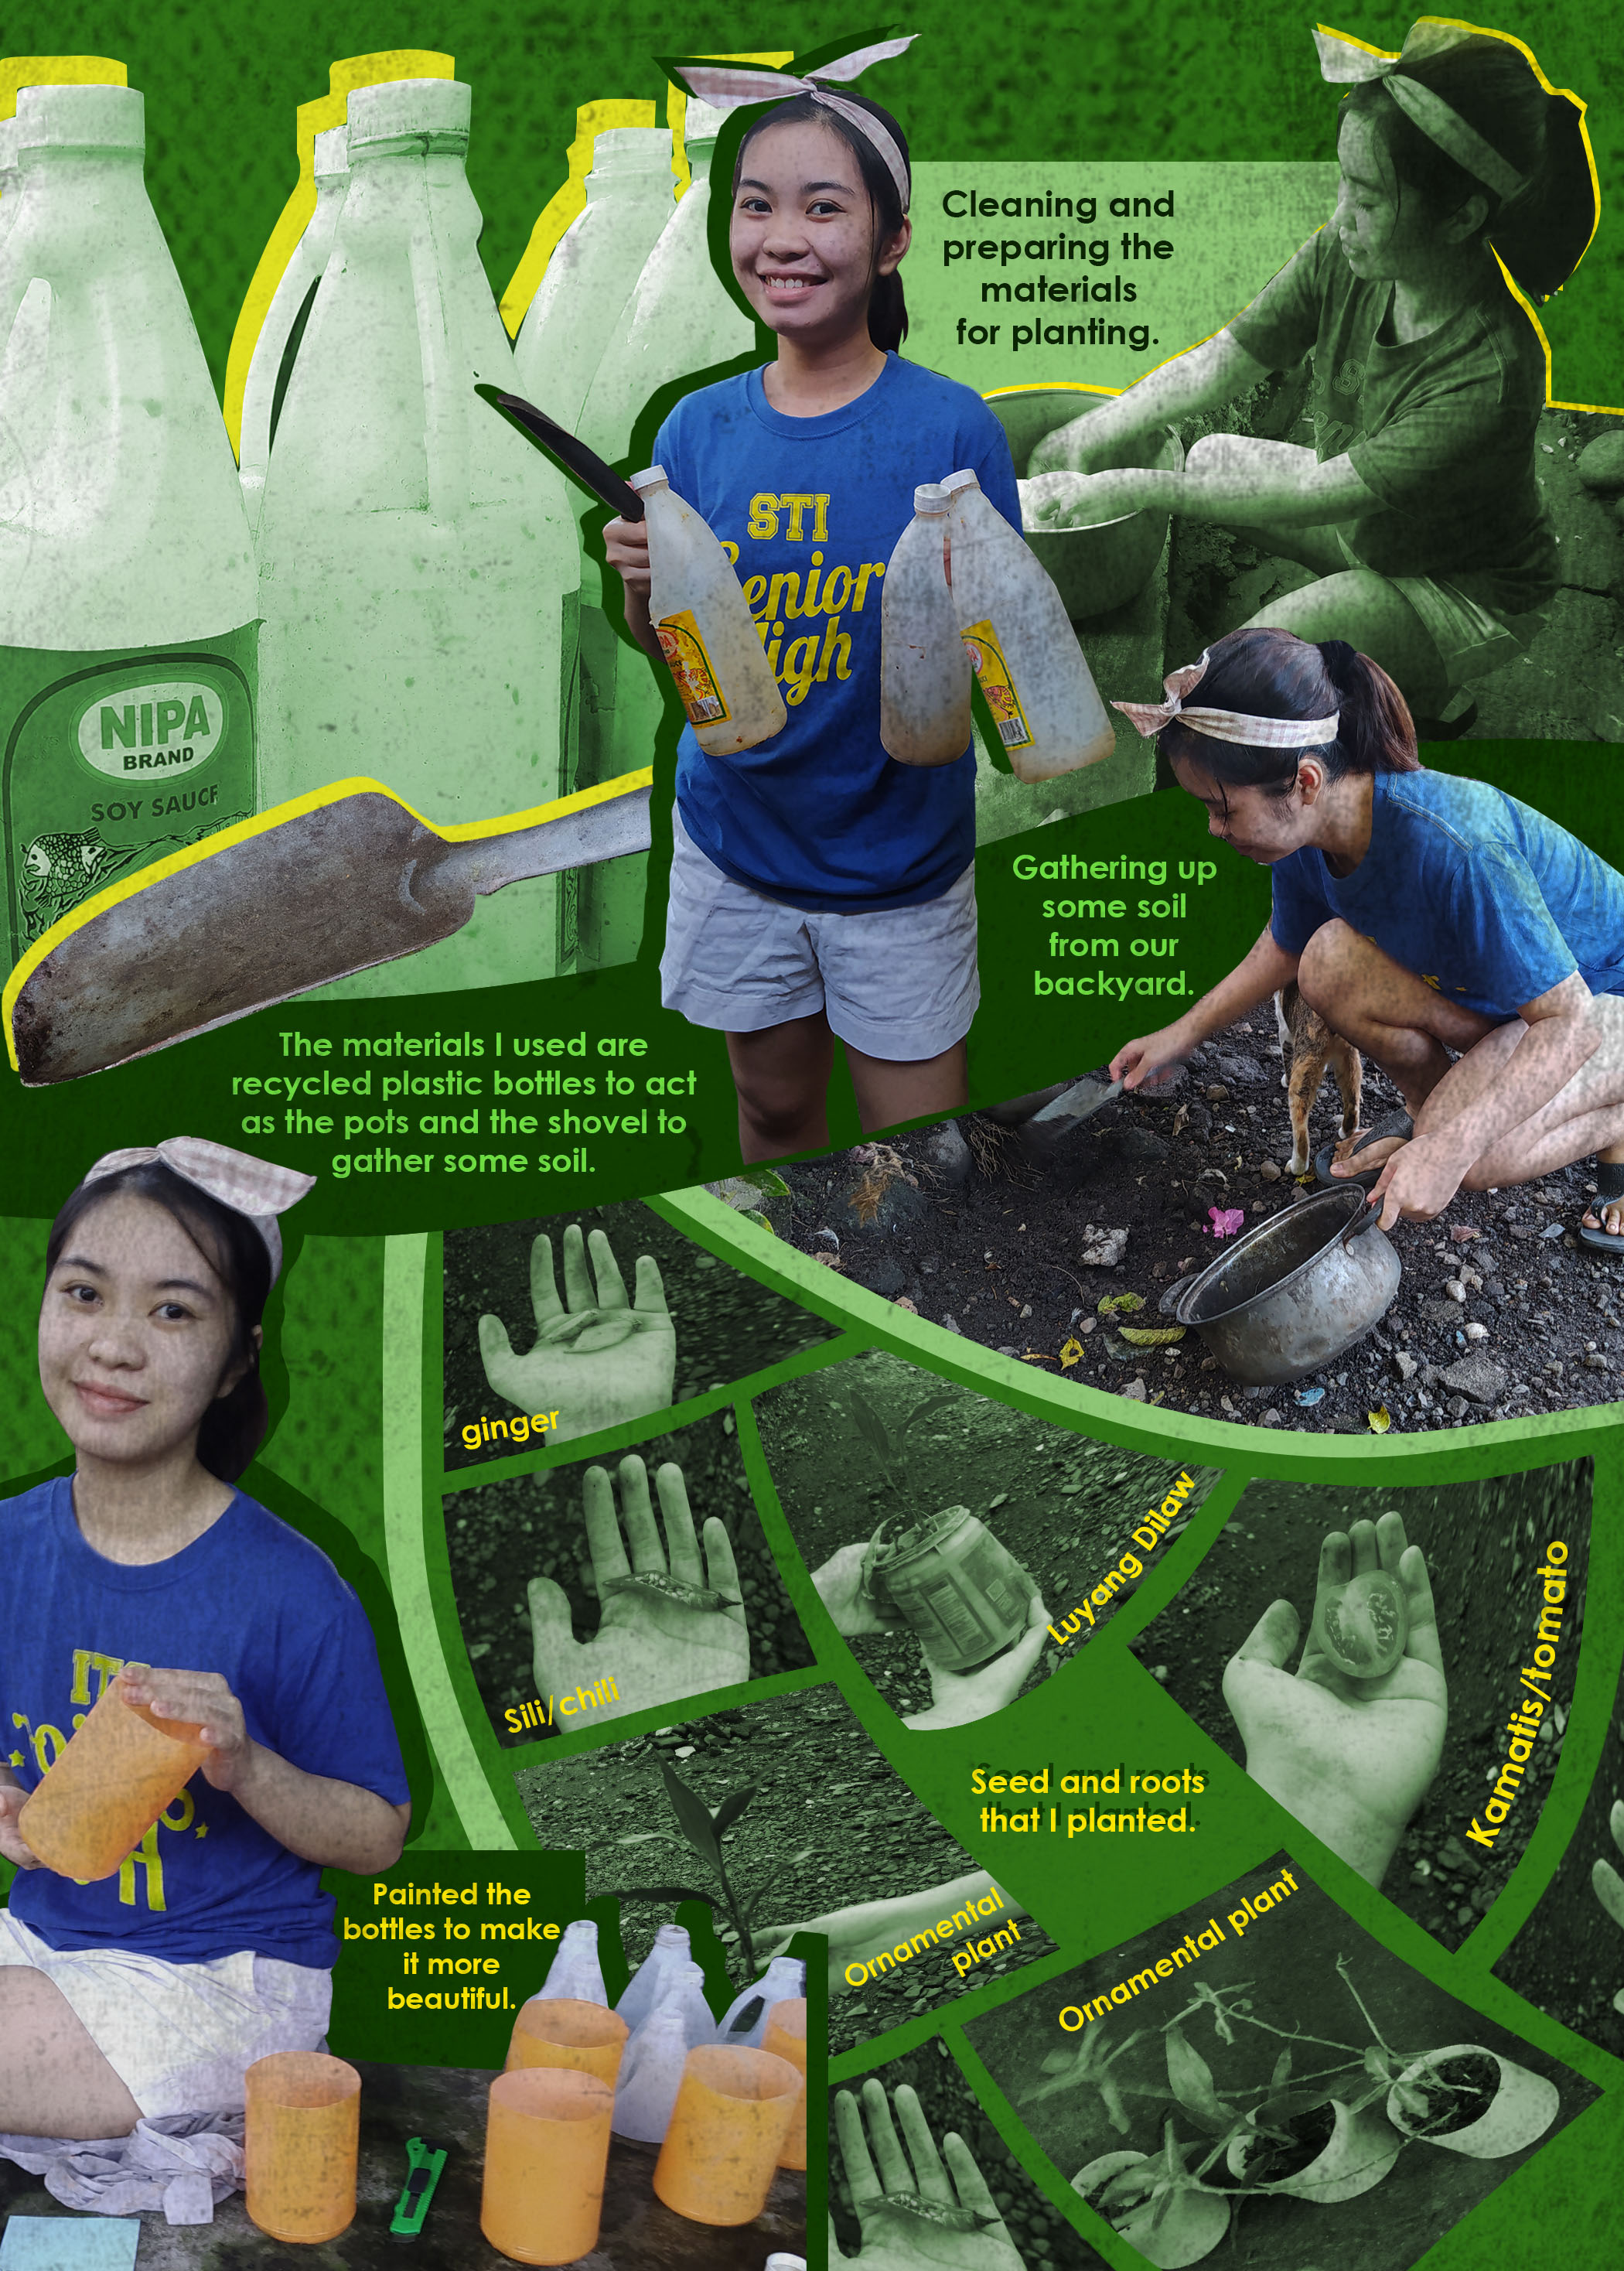 Cleaning and
preparing the
materials
for planting.
STI
Senior
High
NIPA
BRAND
SOY SAUCE
Gathering up
some soil
from our
backyard.
The materials I used are
recycled plastic bottles to act
as the pots and the shovel to
gather some soil.
ginger
Sili/chili
Luyang Dilaw
Kamatis/tomato
Seed and roots
that I planted.
Painted the
bottles to make
it more
beautiful.
Ornamental
plant
Ornamental plant